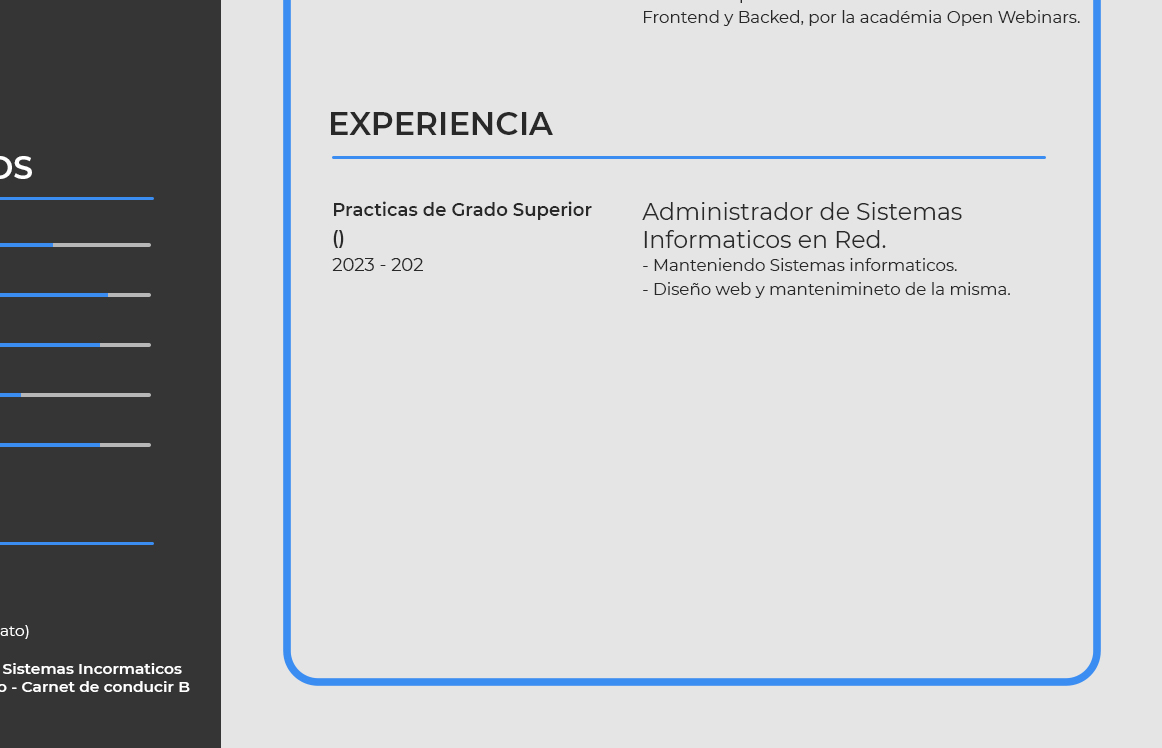 OS
ato)
Sistemas Incormaticos
o - Carnet de conducir B
Frontend y Backed, por la académia Open Webinars.
EXPERIENCIA
Practicas de Grado Superior
()
2023 - 202
Administrador de Sistemas
Informaticos en Red.
- Manteniendo Sistemas informaticos.
- Diseño web y mantenimineto de la misma.